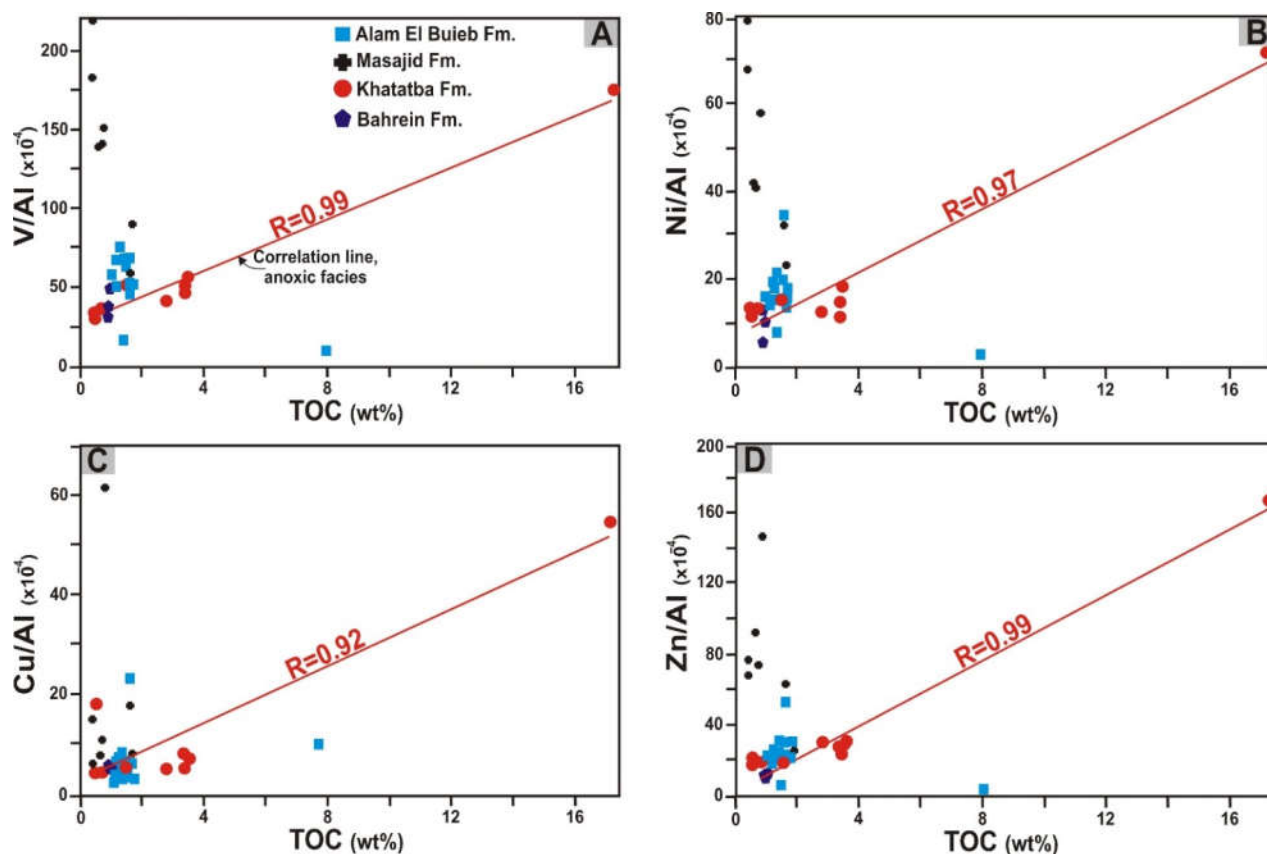 A
Alam El Buieb Fm.
Masajid Fm.
Khatatba Fm.
Bahrein Fm.
V/Al (x10⁻⁴)
200
150
100
50
0
R=0.99
Correlation line,
anoxic facies
0 4 8 12 16
TOC (wt%)
B
Ni/Al (x10⁻⁴)
80
60
40
20
0
R=0.97
0 4 8 12 16
TOC (wt%)
C
Cu/Al (x10⁻⁴)
60
40
20
0
R=0.92
0 4 8 12 16
TOC (wt%)
D
Zn/Al (x10⁻⁴)
200
160
120
80
40
0
R=0.99
0 4 8 12 16
TOC (wt%)